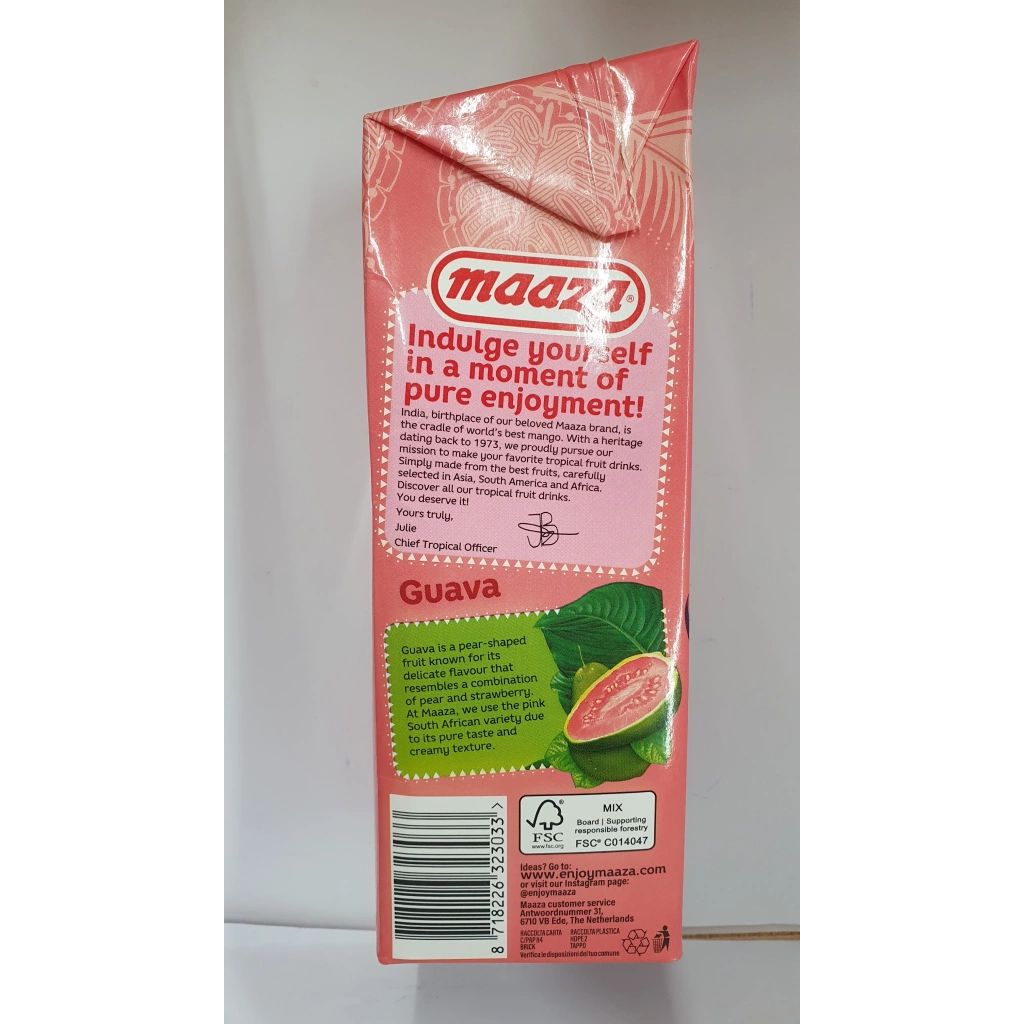 maaza®
Indulge yourself
in a moment of
pure enjoyment!
India, birthplace of our beloved Maaza brand, is
the cradle of world's best mango. With a heritage
dating back to 1973, we proudly pursue our
mission to make your favorite tropical fruit drinks.
Simply made from the best fruits, carefully
selected in Asia, South America and Africa.
Discover all our tropical fruit drinks.
You deserve it!
Yours truly,
Julie
Chief Tropical Officer
Guava
Guava is a pear-shaped
fruit known for its
delicate flavour that
resembles a combination
of pear and strawberry.
At Maaza, we use the pink
South African variety due
to its pure taste and
creamy texture.
8 718226 323033 >
FSC
www.fsc.org
MIX
Board | Supporting
responsible forestry
FSC® C014047
Ideas? Go to:
www.enjoymaaza.com
or visit our Instagram page:
@enjoymaaza
Maaza customer service
Antwoordnummer 31,
6710 VB Ede, The Netherlands
RACCOLTA CARTA
C/PAP 84
BRICK
RACCOLTA PLASTICA
HDPE 2
TAPPO
Verifica le disposizioni del tuo comune